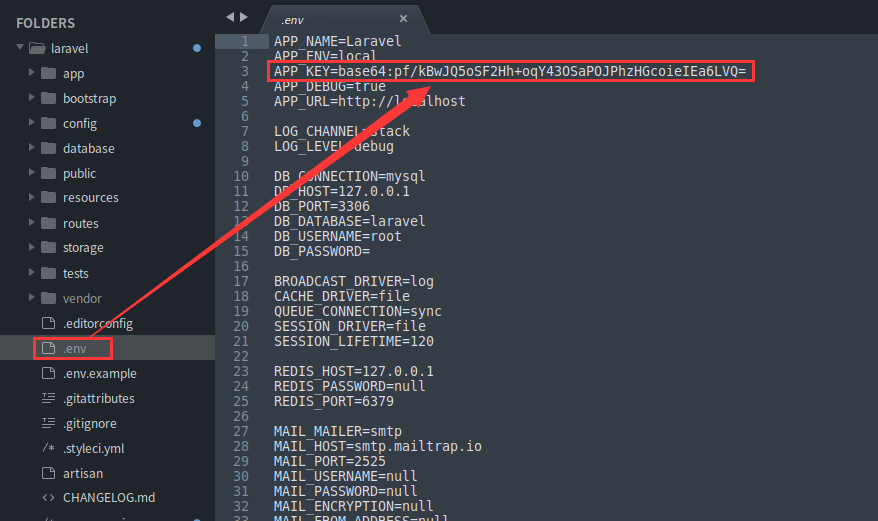 FOLDERS
laravel
app
bootstrap
config
database
public
resources
routes
storage
tests
vendor
.editorconfig
.env
.env.example
.gitattributes
.gitignore
.styleci.yml
artisan
CHANGELOG.md
.env
1 APP_NAME=Laravel
2 APP_ENV=local
3 APP_KEY=base64:pf/kBwJQ5oSF2Hh+oqY43OSaPOJPhzHGcoieIEa6LVQ=
4 APP_DEBUG=true
5 APP_URL=http://localhost
6
7 LOG_CHANNEL=stack
8 LOG_LEVEL=debug
9
10 DB_CONNECTION=mysql
11 DB_HOST=127.0.0.1
12 DB_PORT=3306
13 DB_DATABASE=laravel
14 DB_USERNAME=root
15 DB_PASSWORD=
16
17 BROADCAST_DRIVER=log
18 CACHE_DRIVER=file
19 QUEUE_CONNECTION=sync
20 SESSION_DRIVER=file
21 SESSION_LIFETIME=120
22
23 REDIS_HOST=127.0.0.1
24 REDIS_PASSWORD=null
25 REDIS_PORT=6379
26
27 MAIL_MAILER=smtp
28 MAIL_HOST=smtp.mailtrap.io
29 MAIL_PORT=2525
30 MAIL_USERNAME=null
31 MAIL_PASSWORD=null
32 MAIL_ENCRYPTION=null
33 MAIL_FROM_ADDRESS=null